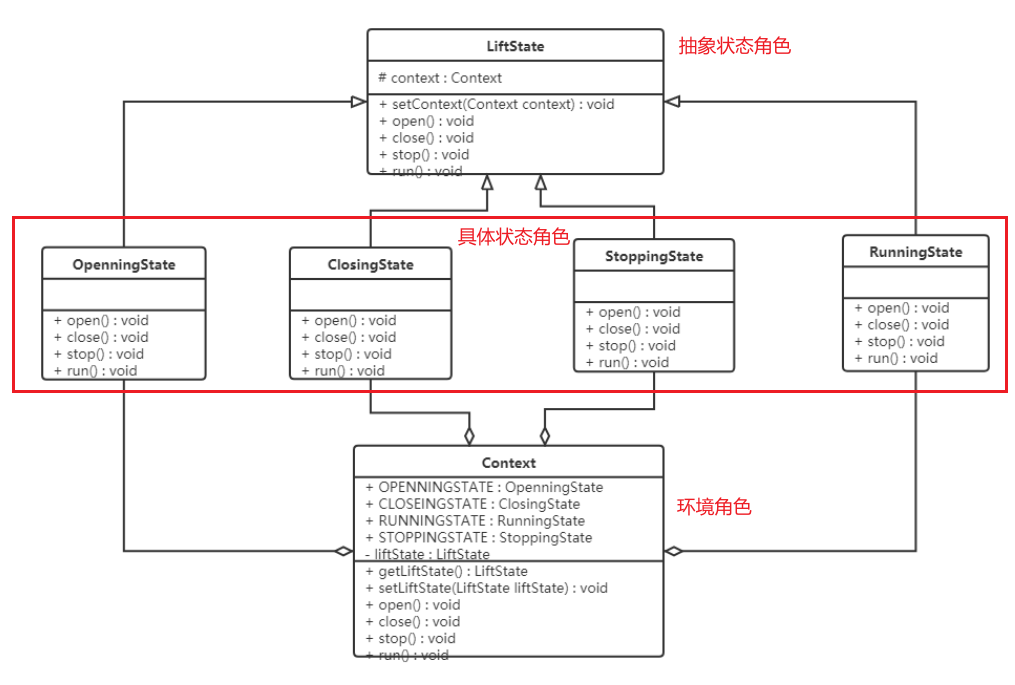 LiftState
抽象状态角色
# context : Context
+ setContext(Context context) : void
+ open() : void
+ close() : void
+ stop() : void
+ run() : void
具体状态角色
OpenningState
+ open() : void
+ close() : void
+ stop() : void
+ run() : void
ClosingState
+ open() : void
+ close() : void
+ stop() : void
+ run() : void
StoppingState
+ open() : void
+ close() : void
+ stop() : void
+ run() : void
RunningState
+ open() : void
+ close() : void
+ stop() : void
+ run() : void
Context
+ OPENNINGSTATE : OpenningState
+ CLOSEINGSTATE : ClosingState
+ RUNNINGSTATE : RunningState
+ STOPPINGSTATE : StoppingState
- liftState : LiftState
+ getLiftState() : LiftState
+ setLiftState(LiftState liftState) : void
+ open() : void
+ close() : void
+ stop() : void
+ run() : void
环境角色